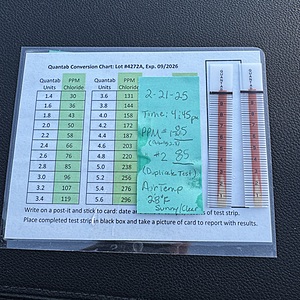 Quantab Conversion Chart: Lot #4272A, Exp. 09/2026
Quantab Units PPM Chloride Quantab Units PPM Chloride
1.4 30 3.6 131
1.6 36 3.8 144
1.8 43 4.0 158
2.0 50 4.2 172
2.2 58 4.4 187
2.4 66 4.6 203
2.6 76 4.8 220
2.8 85 5.0 238
3.0 96 5.2 256
3.2 107 5.4 276
3.4 119 5.6 296
2-21-25
Time: 4:45pm
PPM #1 85
#2 85
(Duplicate Test)
Air Temp
28°F
Sunny/Clear
Write on a post-it and stick to card: date an
s of test strip.
Place completed test strip in black box and take a picture of card to report with results.